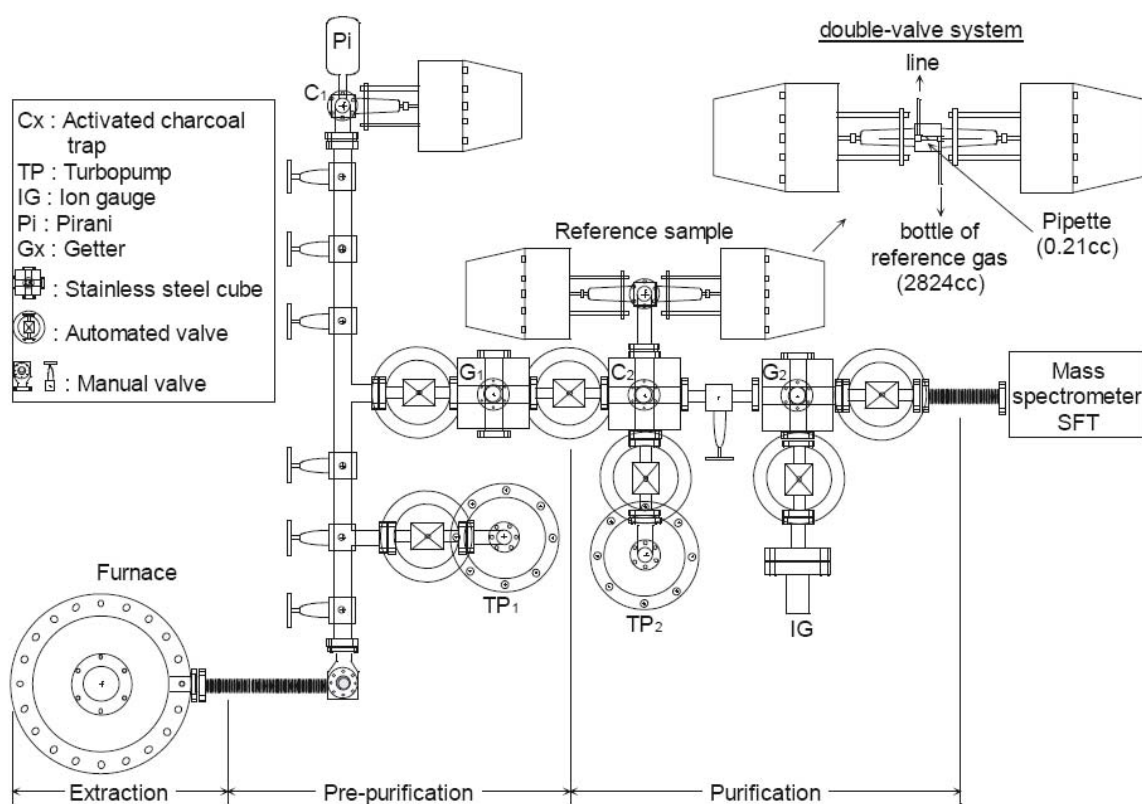 Pi
C1
double-valve system
line
Pipette
(0.21cc)
bottle of
reference gas
(2824cc)
Cx : Activated charcoal
trap
TP : Turbopump
IG : Ion gauge
Pi : Pirani
Gx : Getter
: Stainless steel cube
: Automated valve
: Manual valve
Reference sample
G1
C2
G2
Mass
spectrometer
SFT
Furnace
TP1
TP2
IG
Extraction
Pre-purification
Purification